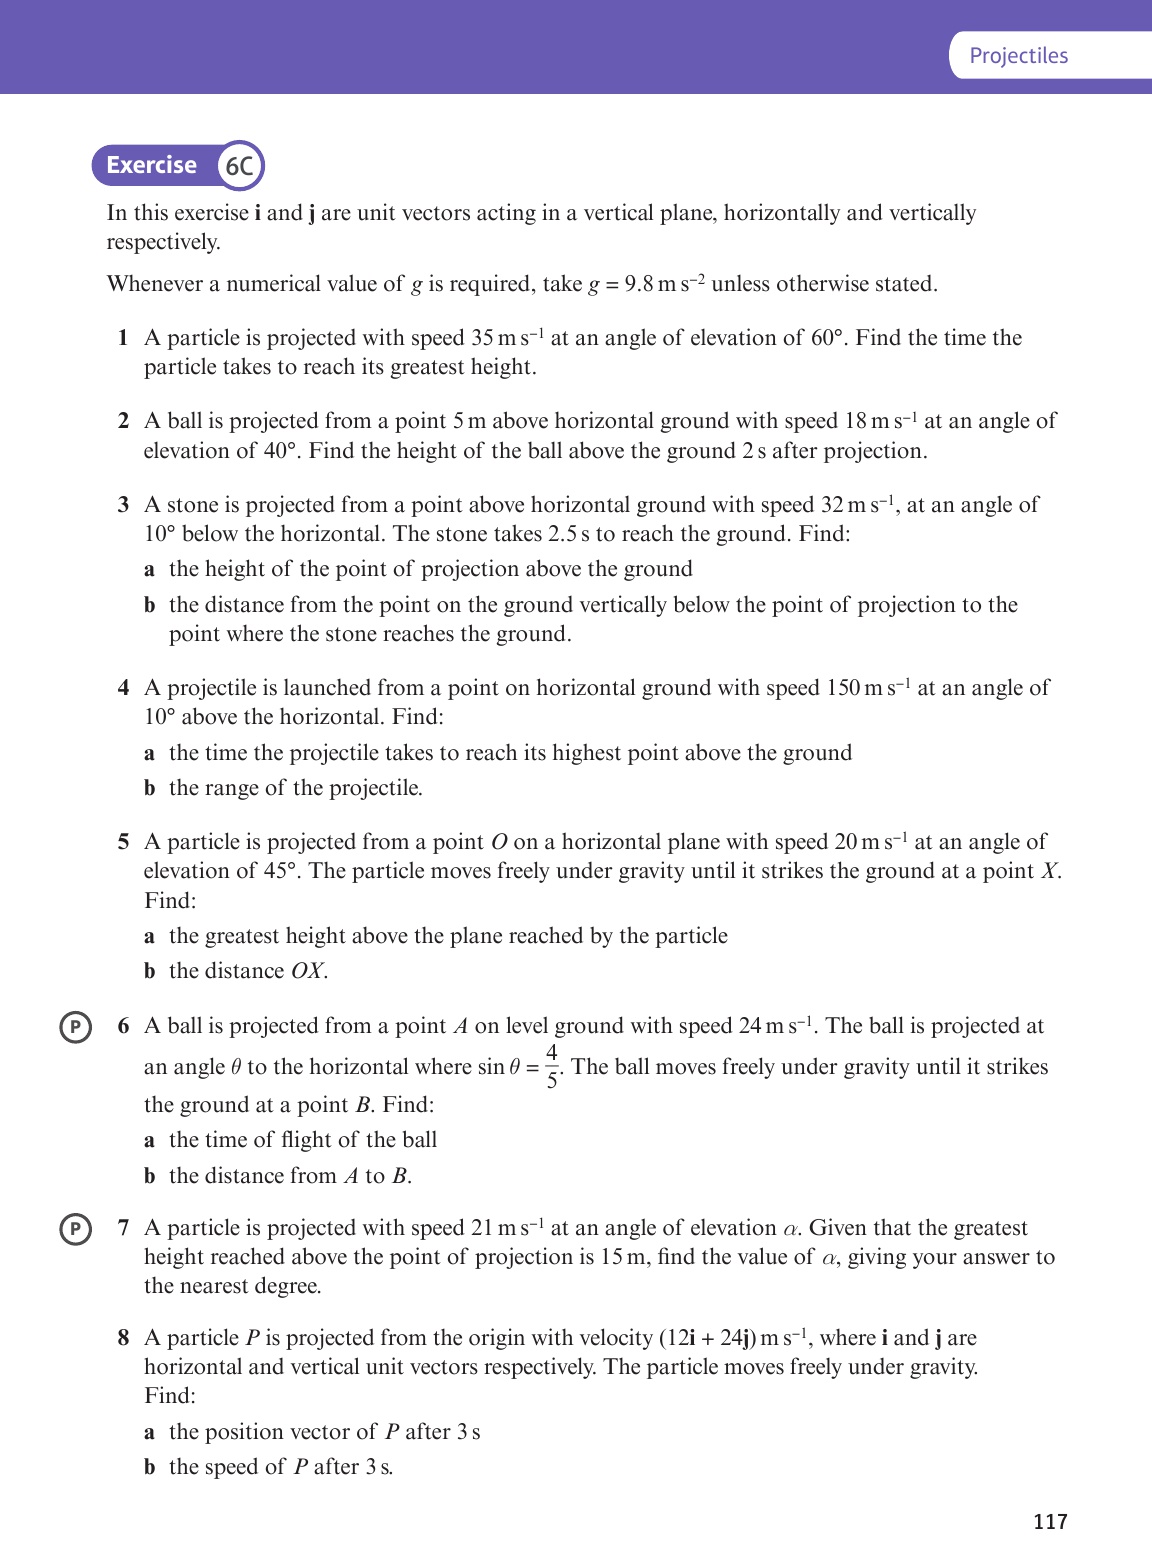 Projectiles
Exercise 6C
In this exercise i and j are unit vectors acting in a vertical plane, horizontally and vertically
respectively.
Whenever a numerical value of g is required, take g = 9.8 m s⁻² unless otherwise stated.
1 A particle is projected with speed 35 m s⁻¹ at an angle of elevation of 60°. Find the time the
particle takes to reach its greatest height.
2 A ball is projected from a point 5 m above horizontal ground with speed 18 m s⁻¹ at an angle of
elevation of 40°. Find the height of the ball above the ground 2 s after projection.
3 A stone is projected from a point above horizontal ground with speed 32 m s⁻¹, at an angle of
10° below the horizontal. The stone takes 2.5 s to reach the ground. Find:
a the height of the point of projection above the ground
b the distance from the point on the ground vertically below the point of projection to the
point where the stone reaches the ground.
4 A projectile is launched from a point on horizontal ground with speed 150 m s⁻¹ at an angle of
10° above the horizontal. Find:
a the time the projectile takes to reach its highest point above the ground
b the range of the projectile.
5 A particle is projected from a point O on a horizontal plane with speed 20 m s⁻¹ at an angle of
elevation of 45°. The particle moves freely under gravity until it strikes the ground at a point X.
Find:
a the greatest height above the plane reached by the particle
b the distance OX.
P 6 A ball is projected from a point A on level ground with speed 24 m s⁻¹. The ball is projected at
an angle θ to the horizontal where sin θ = 4/5. The ball moves freely under gravity until it strikes
the ground at a point B. Find:
a the time of flight of the ball
b the distance from A to B.
P 7 A particle is projected with speed 21 m s⁻¹ at an angle of elevation α. Given that the greatest
height reached above the point of projection is 15 m, find the value of α, giving your answer to
the nearest degree.
8 A particle P is projected from the origin with velocity (12i + 24j) m s⁻¹, where i and j are
horizontal and vertical unit vectors respectively. The particle moves freely under gravity.
Find:
a the position vector of P after 3 s
b the speed of P after 3 s.
117